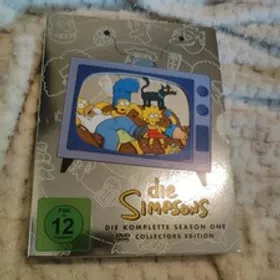 die
SIMPSONS
DIE KOMPLETTE SEASON ONE
DVD COLLECTORS EDITION
FSK
12